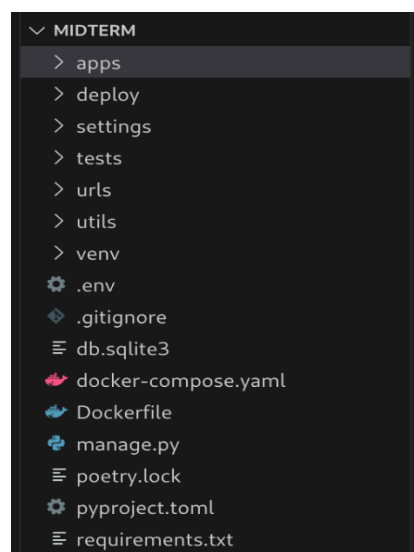 MIDTERM
apps
deploy
settings
tests
urls
utils
venv
.env
.gitignore
db.sqlite3
docker-compose.yaml
Dockerfile
manage.py
poetry.lock
pyproject.toml
requirements.txt